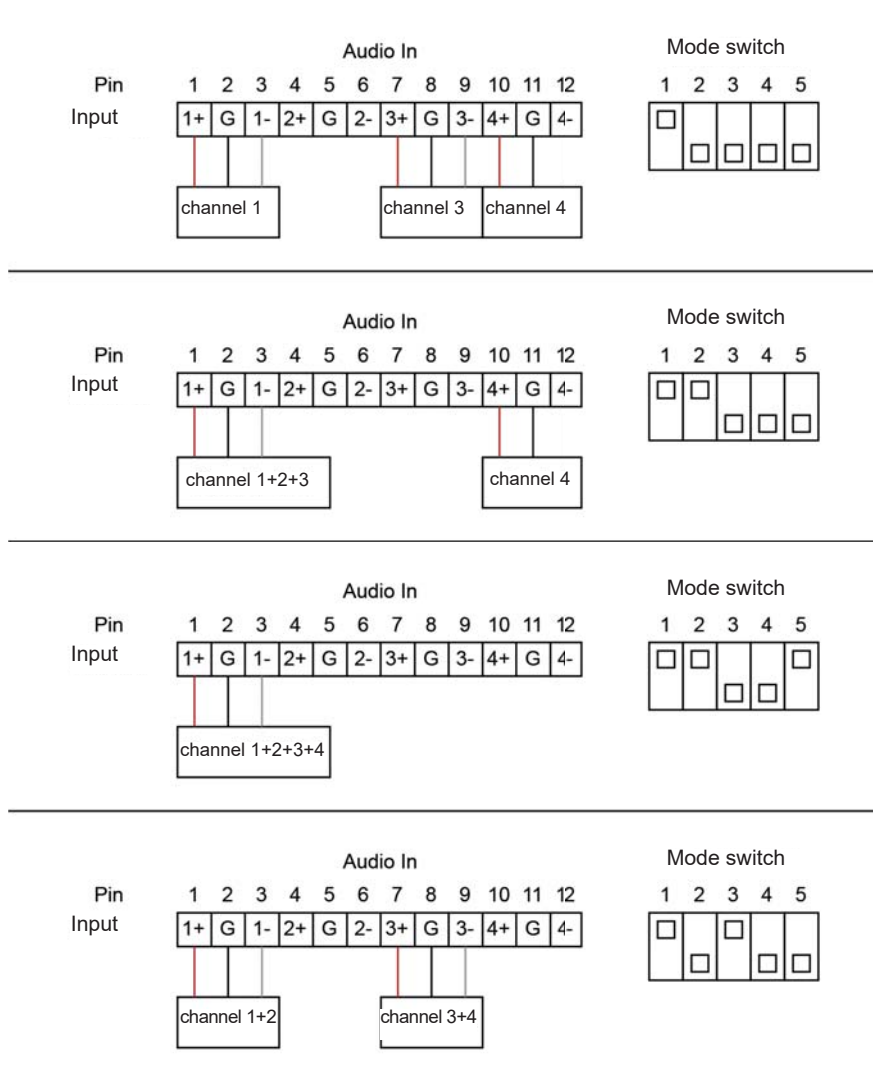 Audio In
Mode switch
Pin 1 2 3 4 5 6 7 8 9 10 11 12
1 2 3 4 5
Input 1+ G 1- 2+ G 2- 3+ G 3- 4+ G 4-
channel 1 channel 3 channel 4
Audio In
Mode switch
Pin 1 2 3 4 5 6 7 8 9 10 11 12
1 2 3 4 5
Input 1+ G 1- 2+ G 2- 3+ G 3- 4+ G 4-
channel 1+2+3 channel 4
Audio In
Mode switch
Pin 1 2 3 4 5 6 7 8 9 10 11 12
1 2 3 4 5
Input 1+ G 1- 2+ G 2- 3+ G 3- 4+ G 4-
channel 1+2+3+4
Audio In
Mode switch
Pin 1 2 3 4 5 6 7 8 9 10 11 12
1 2 3 4 5
Input 1+ G 1- 2+ G 2- 3+ G 3- 4+ G 4-
channel 1+2 channel 3+4